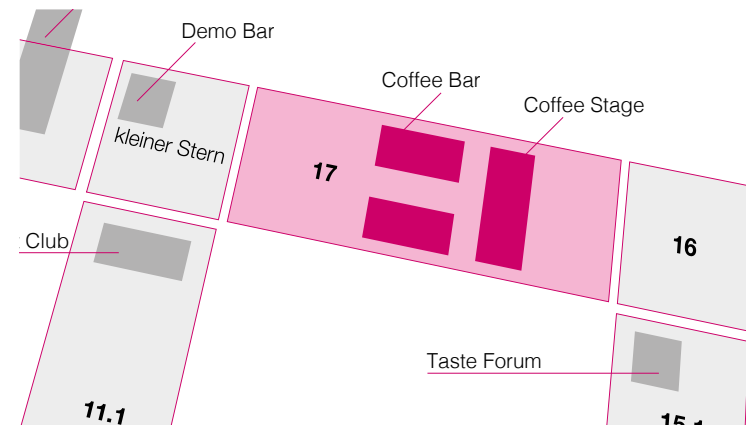 Demo Bar
Coffee Bar
Coffee Stage
kleiner Stern
17
Club
16
Taste Forum
11.1
15.1